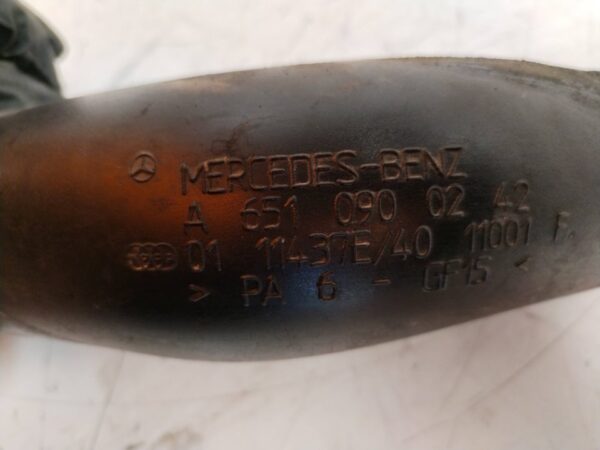 MERCEDES-BENZ
A 651 090 02 42
01 11437E/40 11001 F.
> PA 6 - GF15 <